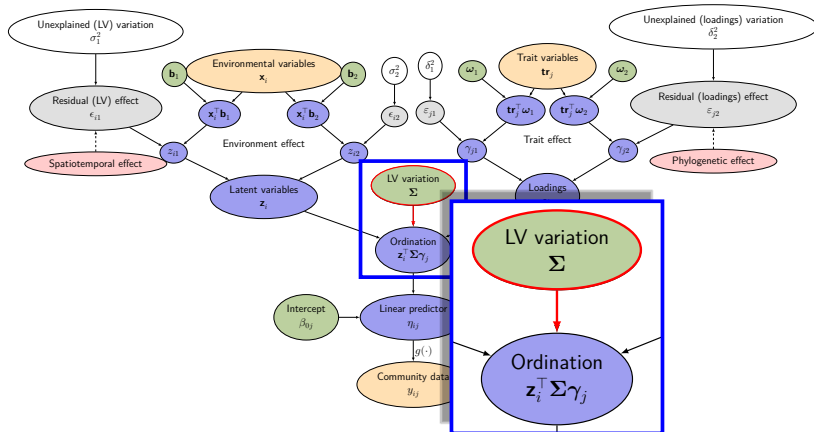 Unexplained (LV) variation
σ₁²
Unexplained (loadings) variation
δ₂²
b₁
Environmental variables
xᵢ
b₂
σ₂²
δ₁²
ω₁
Trait variables
trⱼ
ω₂
Residual (LV) effect
ϵᵢ₁
xᵢ⊤b₁
xᵢ⊤b₂
ϵᵢ₂
εⱼ₁
trⱼ⊤ω₁
trⱼ⊤ω₂
Residual (loadings) effect
εⱼ₂
Environment effect
Trait effect
Spatiotemporal effect
zᵢ₁
zᵢ₂
γⱼ₁
γⱼ₂
Phylogenetic effect
Latent variables
zᵢ
LV variation
Σ
Loadings
Ordination
zᵢ⊤Σγⱼ
LV variation
Σ
Ordination
zᵢ⊤Σγⱼ
Intercept
β₀ⱼ
Linear predictor
ηᵢⱼ
g(·)
Community data
yᵢⱼ